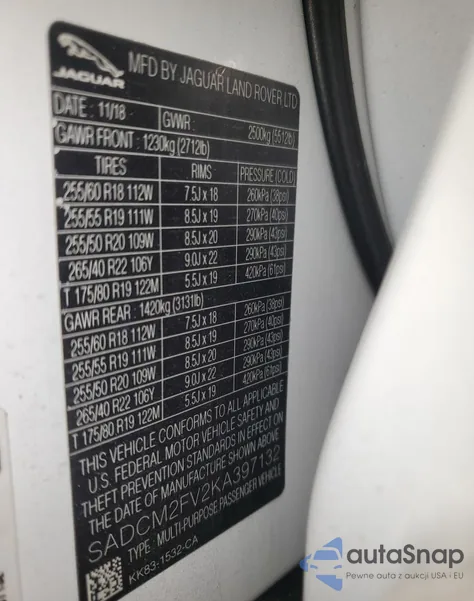 JAGUAR
MFD BY JAGUAR LAND ROVER LTD
DATE : 11/18 GVWR : 2500kg (5512lb)
GAWR FRONT : 1230kg (2712lb)
TIRES RIMS PRESSURE (COLD)
255/60 R18 112W 7.5J x 18 260kPa (38psi)
255/55 R19 111W 8.5J x 19 270kPa (40psi)
255/50 R20 109W 8.5J x 20 290kPa (43psi)
265/40 R22 106Y 9.0J x 22 290kPa (43psi)
T 175/80 R19 122M 5.5J x 19 420kPa (61psi)
GAWR REAR : 1420kg (3131lb)
255/60 R18 112W 7.5J x 18 260kPa (38psi)
255/55 R19 111W 8.5J x 19 270kPa (40psi)
255/50 R20 109W 8.5J x 20 290kPa (43psi)
265/40 R22 106Y 9.0J x 22 290kPa (43psi)
T 175/80 R19 122M 5.5J x 19 420kPa (61psi)
THIS VEHICLE CONFORMS TO ALL APPLICABLE
U.S. FEDERAL MOTOR VEHICLE SAFETY AND
THEFT PREVENTION STANDARDS IN EFFECT ON
THE DATE OF MANUFACTURE SHOWN ABOVE
SADCM2FV2KA397132
TYPE : MULTI-PURPOSE PASSENGER VEHICLE
KK83-1532-CA
autoSnap
Pewne auta z aukcji USA i EU